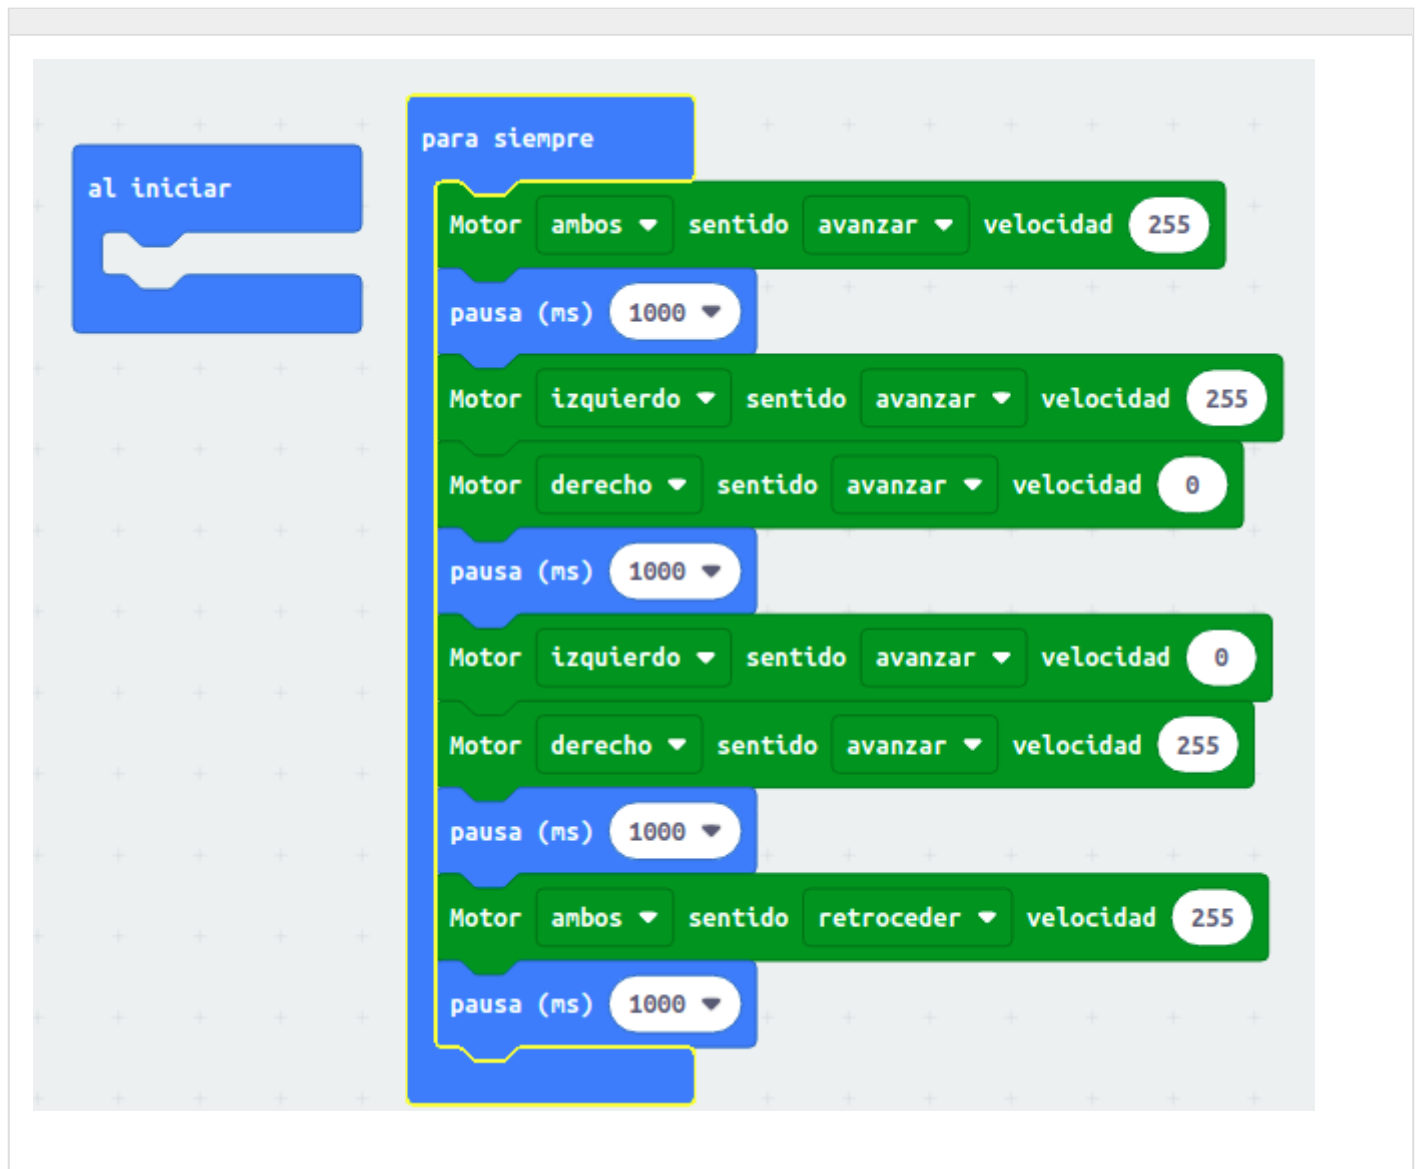 al iniciar
para siempre
Motor ambos sentido avanzar velocidad 255
pausa (ms) 1000
Motor izquierdo sentido avanzar velocidad 255
Motor derecho sentido avanzar velocidad 0
pausa (ms) 1000
Motor izquierdo sentido avanzar velocidad 0
Motor derecho sentido avanzar velocidad 255
pausa (ms) 1000
Motor ambos sentido retroceder velocidad 255
pausa (ms) 1000